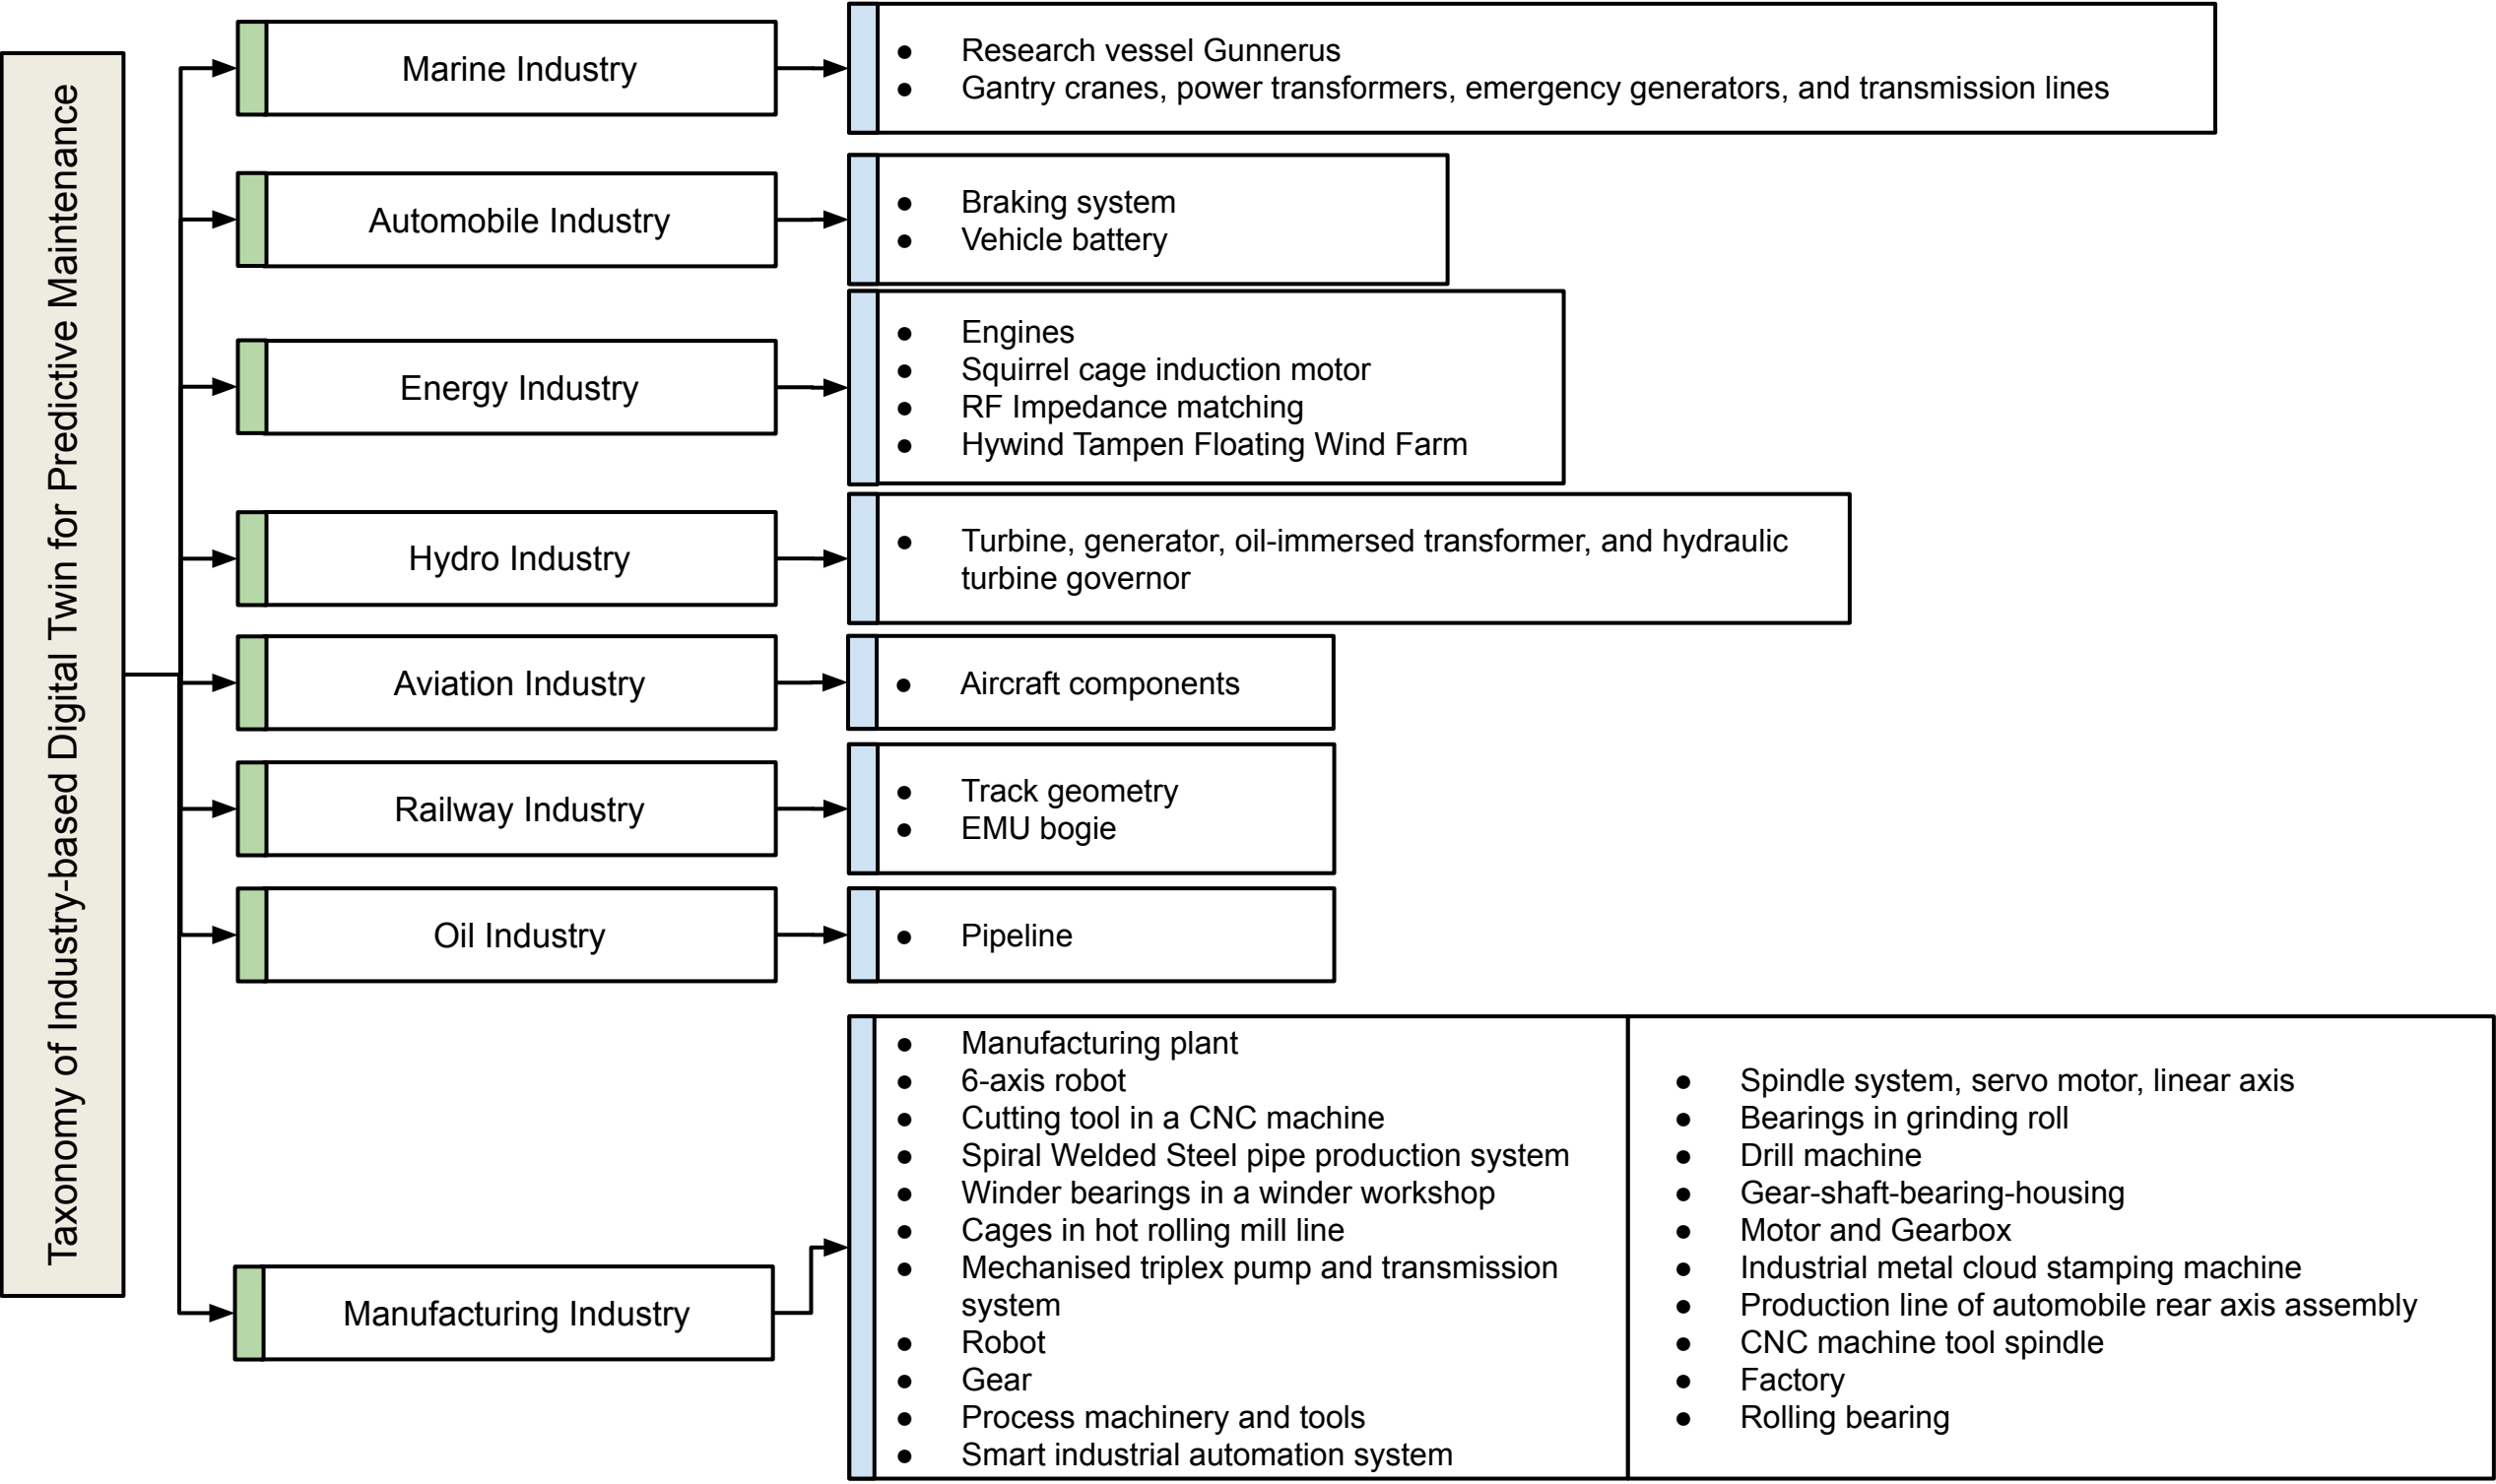 Taxonomy of Industry-based Digital Twin for Predictive Maintenance
Marine Industry
● Research vessel Gunnerus
● Gantry cranes, power transformers, emergency generators, and transmission lines
Automobile Industry
● Braking system
● Vehicle battery
Energy Industry
● Engines
● Squirrel cage induction motor
● RF Impedance matching
● Hywind Tampen Floating Wind Farm
Hydro Industry
● Turbine, generator, oil-immersed transformer, and hydraulic
turbine governor
Aviation Industry
● Aircraft components
Railway Industry
● Track geometry
● EMU bogie
Oil Industry
● Pipeline
Manufacturing Industry
● Manufacturing plant
● 6-axis robot
● Cutting tool in a CNC machine
● Spiral Welded Steel pipe production system
● Winder bearings in a winder workshop
● Cages in hot rolling mill line
● Mechanised triplex pump and transmission
system
● Robot
● Gear
● Process machinery and tools
● Smart industrial automation system
● Spindle system, servo motor, linear axis
● Bearings in grinding roll
● Drill machine
● Gear-shaft-bearing-housing
● Motor and Gearbox
● Industrial metal cloud stamping machine
● Production line of automobile rear axis assembly
● CNC machine tool spindle
● Factory
● Rolling bearing